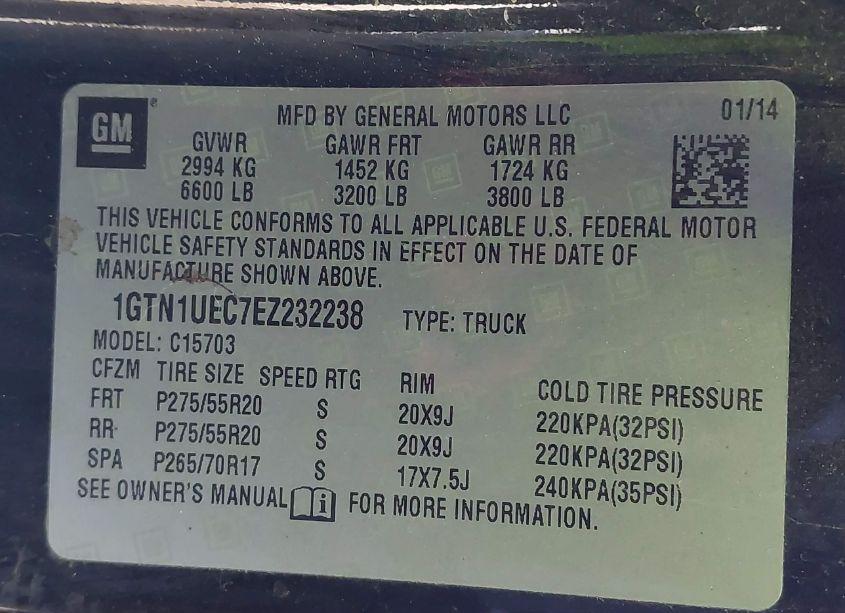 GM
MFD BY GENERAL MOTORS LLC 01/14
GVWR GAWR FRT GAWR RR
2994 KG 1452 KG 1724 KG
6600 LB 3200 LB 3800 LB
THIS VEHICLE CONFORMS TO ALL APPLICABLE U.S. FEDERAL MOTOR
VEHICLE SAFETY STANDARDS IN EFFECT ON THE DATE OF
MANUFACTURE SHOWN ABOVE.
1GTN1UEC7EZ232238 TYPE: TRUCK
MODEL: C15703
CFZM TIRE SIZE SPEED RTG RIM COLD TIRE PRESSURE
FRT P275/55R20 S 20X9J 220KPA(32PSI)
RR P275/55R20 S 20X9J 220KPA(32PSI)
SPA P265/70R17 S 17X7.5J 240KPA(35PSI)
SEE OWNER'S MANUAL i FOR MORE INFORMATION.